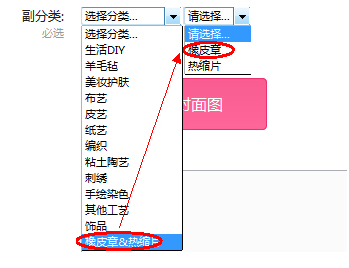 副分类: 选择分类... 请选择...
必选
选择分类... 请选择...
生活DIY 橡皮章
羊毛毡 热缩片
美妆护肤
布艺
皮艺 封面图
纸艺
编织
粘土陶艺
刺绣
手绘染色
其他工艺
饰品
橡皮章&热缩片